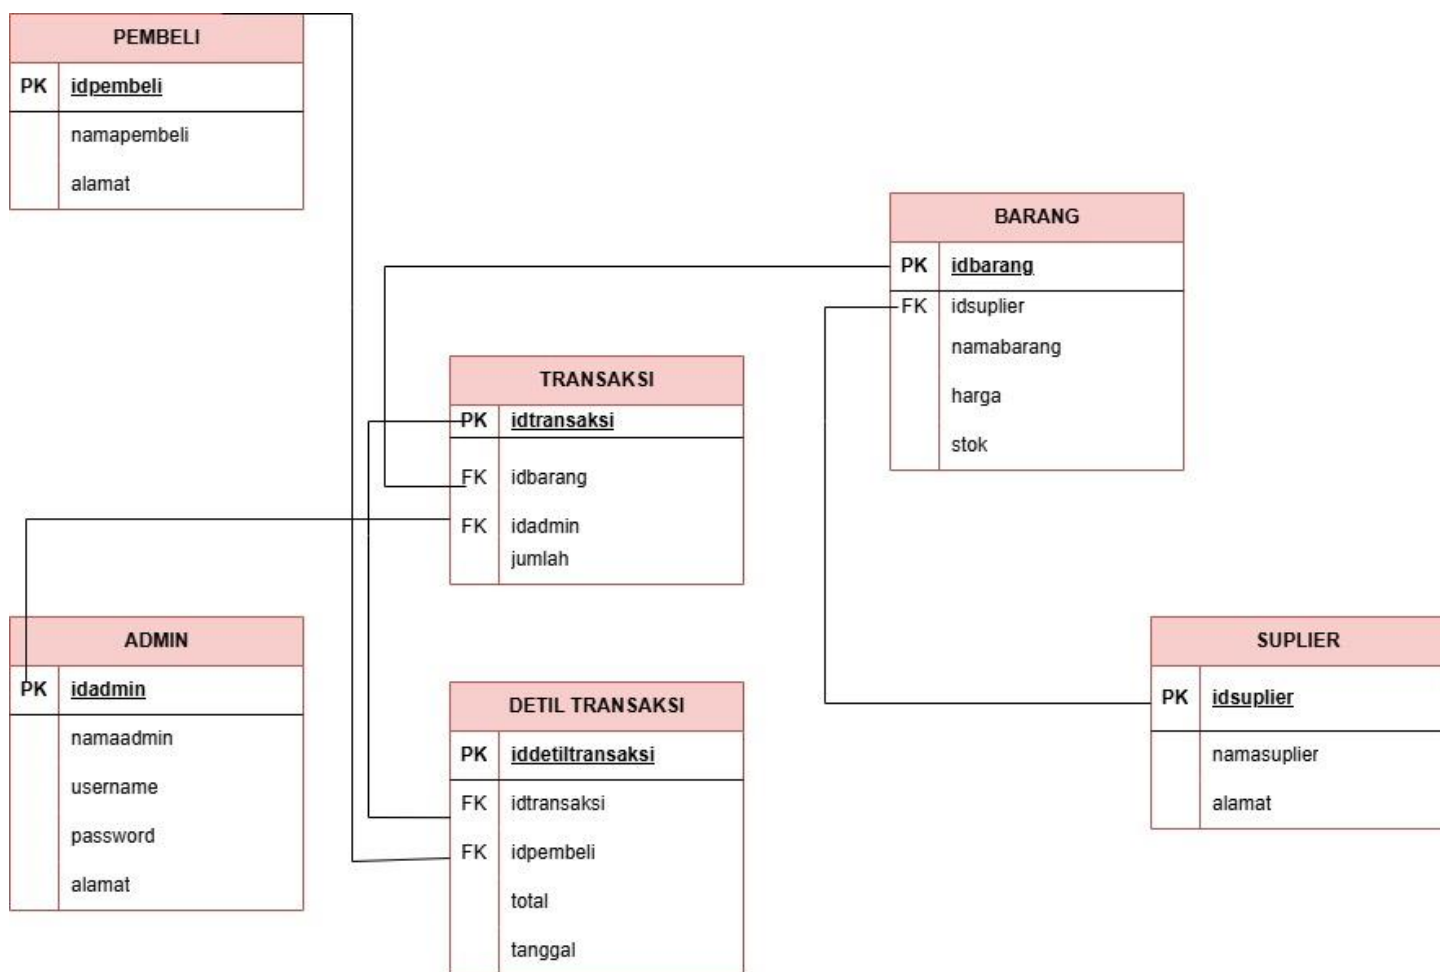 PEMBELI
PK idpembeli
namapembeli
alamat
BARANG
PK idbarang
FK idsuplier
namabarang
harga
stok
TRANSAKSI
PK idtransaksi
FK idbarang
FK idadmin
jumlah
ADMIN
PK idadmin
namaadmin
username
password
alamat
DETIL TRANSAKSI
PK iddetiltransaksi
FK idtransaksi
FK idpembeli
total
tanggal
SUPLIER
PK idsuplier
namasuplier
alamat